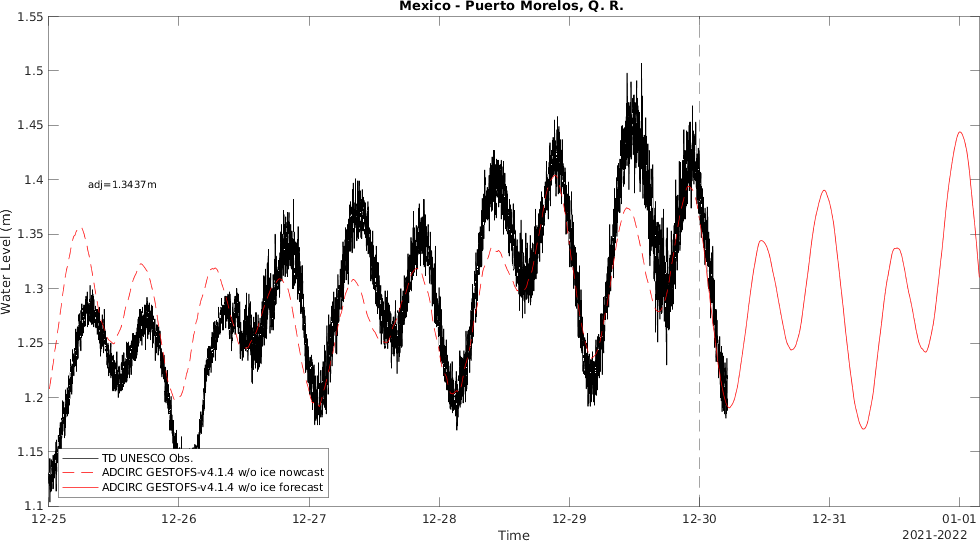 Mexico - Puerto Morelos, Q. R.
1.55
1.5
1.45
1.4
1.35
1.3
1.25
1.2
1.15
1.1
Water Level (m)
adj=1.3437m
TD UNESCO Obs.
ADCIRC GESTOFS-v4.1.4 w/o ice nowcast
ADCIRC GESTOFS-v4.1.4 w/o ice forecast
12-25 12-26 12-27 12-28 12-29 12-30 12-31 01-01
Time
2021-2022